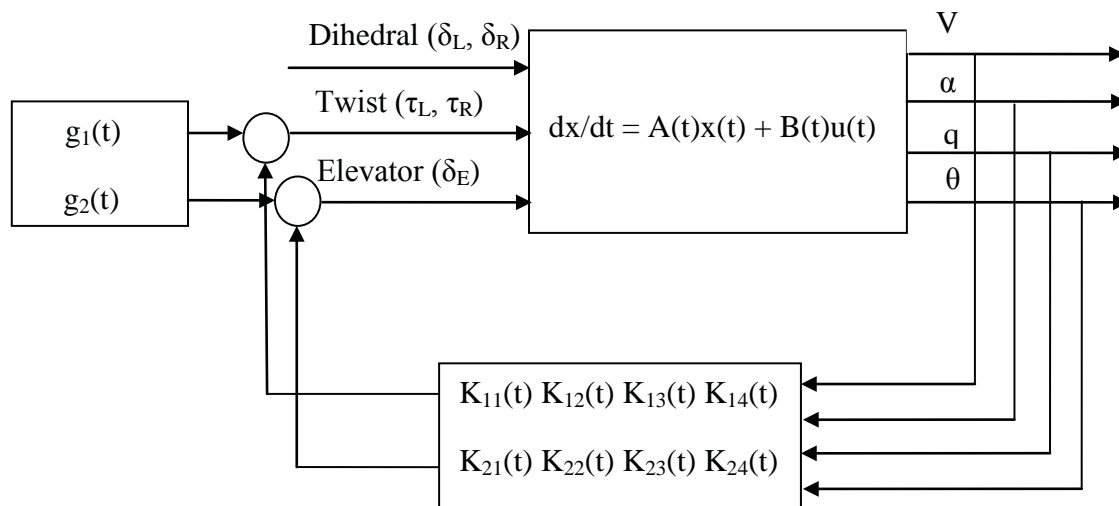 Dihedral (δL, δR)
V
Twist (τL, τR)
α
g1(t)
dx/dt = A(t)x(t) + B(t)u(t)
q
Elevator (δE)
θ
g2(t)
K11(t) K12(t) K13(t) K14(t)
K21(t) K22(t) K23(t) K24(t)